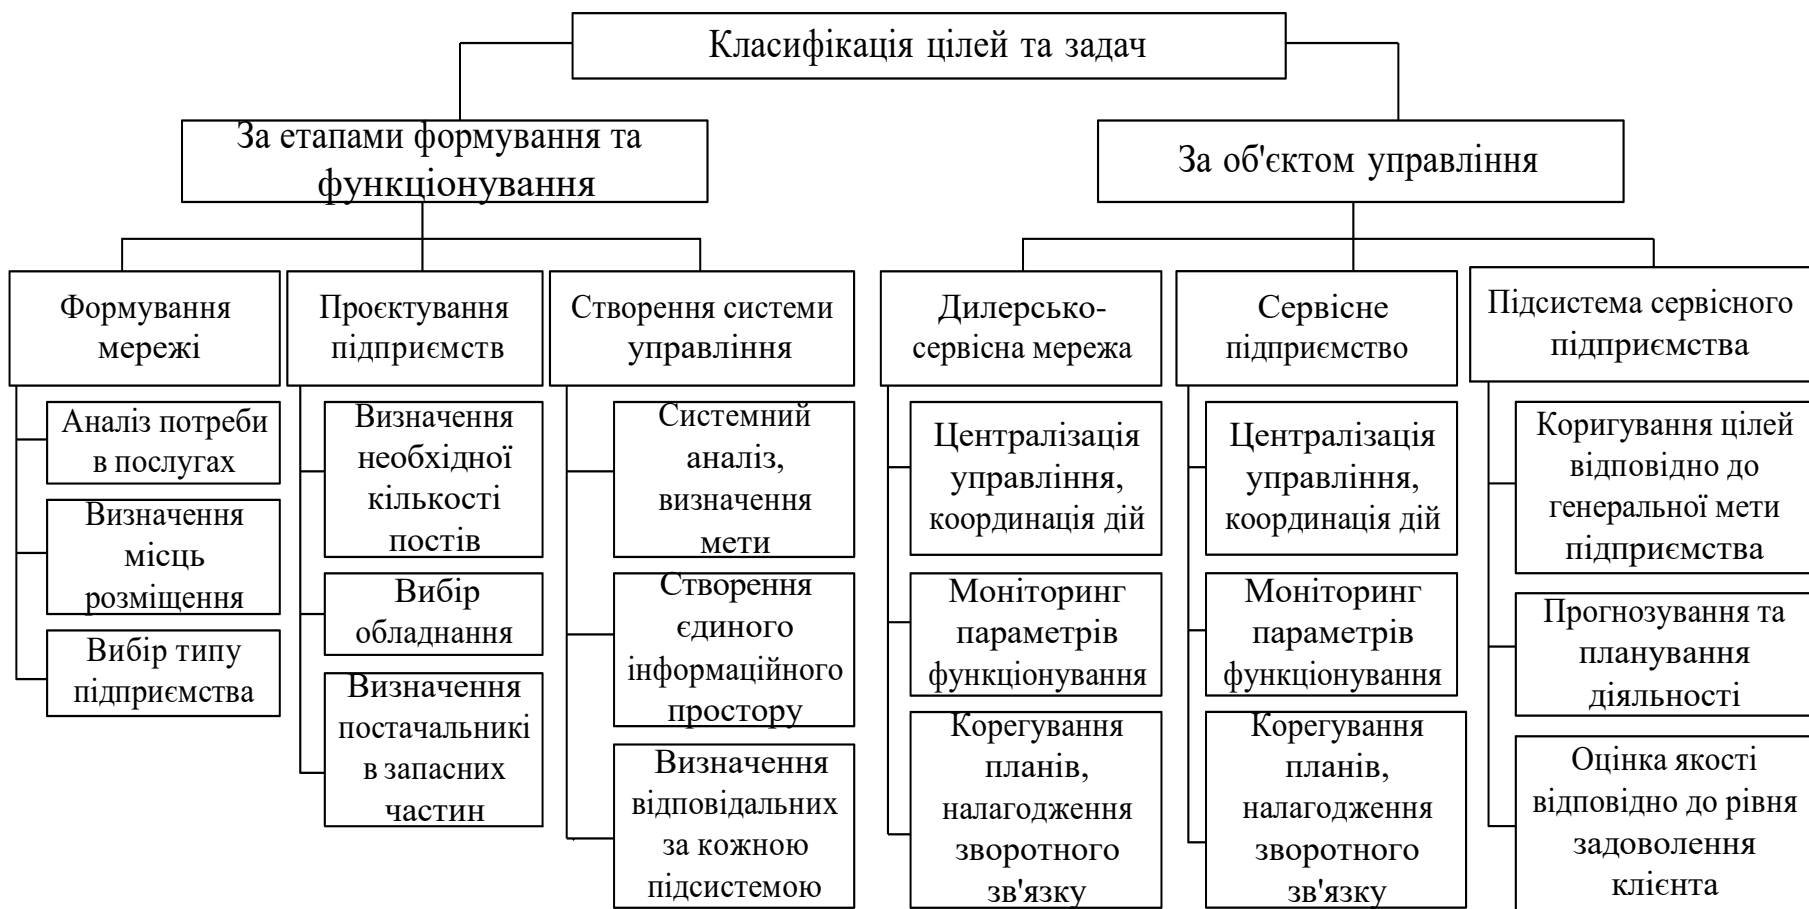 Класифікація цілей та задач
За етапами формування та
функціонування
За об'єктом управління
Формування
мережі
Проєктування
підприємств
Створення системи
управління
Дилерсько-
сервісна мережа
Сервісне
підприємство
Підсистема сервісного
підприємства
Аналіз потреби
в послугах
Визначення
місць
розміщення
Вибір типу
підприємства
Визначення
необхідної
кількості
постів
Вибір
обладнання
Визначення
постачальникі
в запасних
частин
Системний
аналіз,
визначення
мети
Створення
єдиного
інформаційного
простору
Визначення
відповідальних
за кожною
підсистемою
Централізація
управління,
координація дій
Моніторинг
параметрів
функціонування
Корегування
планів,
налагодження
зворотного
зв'язку
Централізація
управління,
координація дій
Моніторинг
параметрів
функціонування
Корегування
планів,
налагодження
зворотного
зв'язку
Коригування цілей
відповідно до
генеральної мети
підприємства
Прогнозування та
планування
діяльності
Оцінка якості
відповідно до рівня
задоволення
клієнта